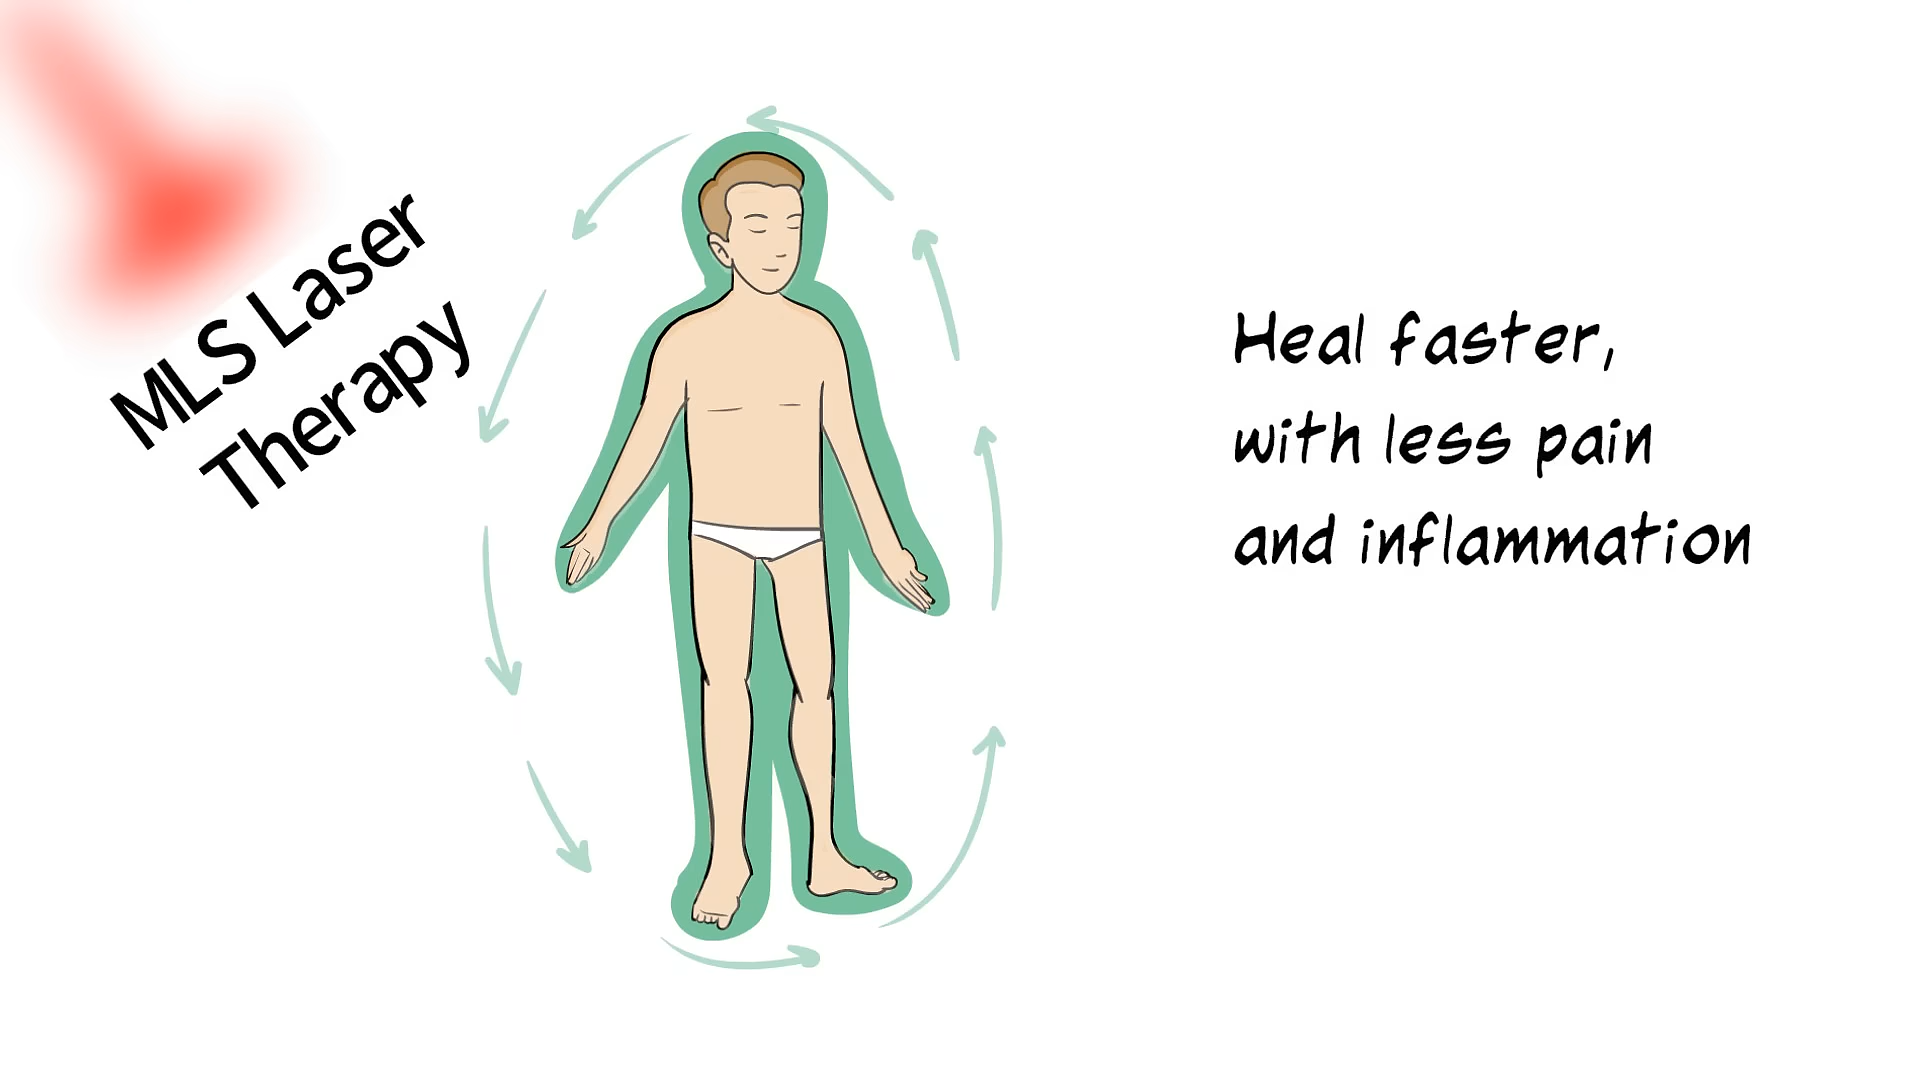 MLS Laser
Therapy
Heal faster,
with less pain
and inflammation